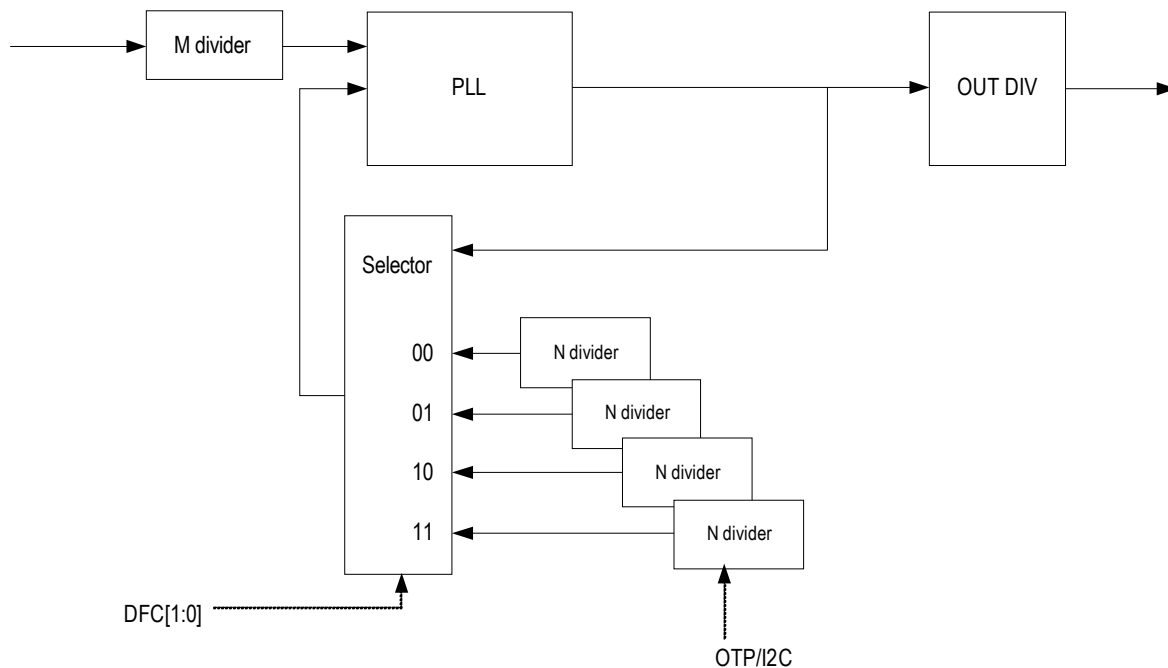 M divider
PLL
OUT DIV
Selector
00
N divider
01
N divider
10
N divider
11
N divider
DFC[1:0]
OTP/I2C